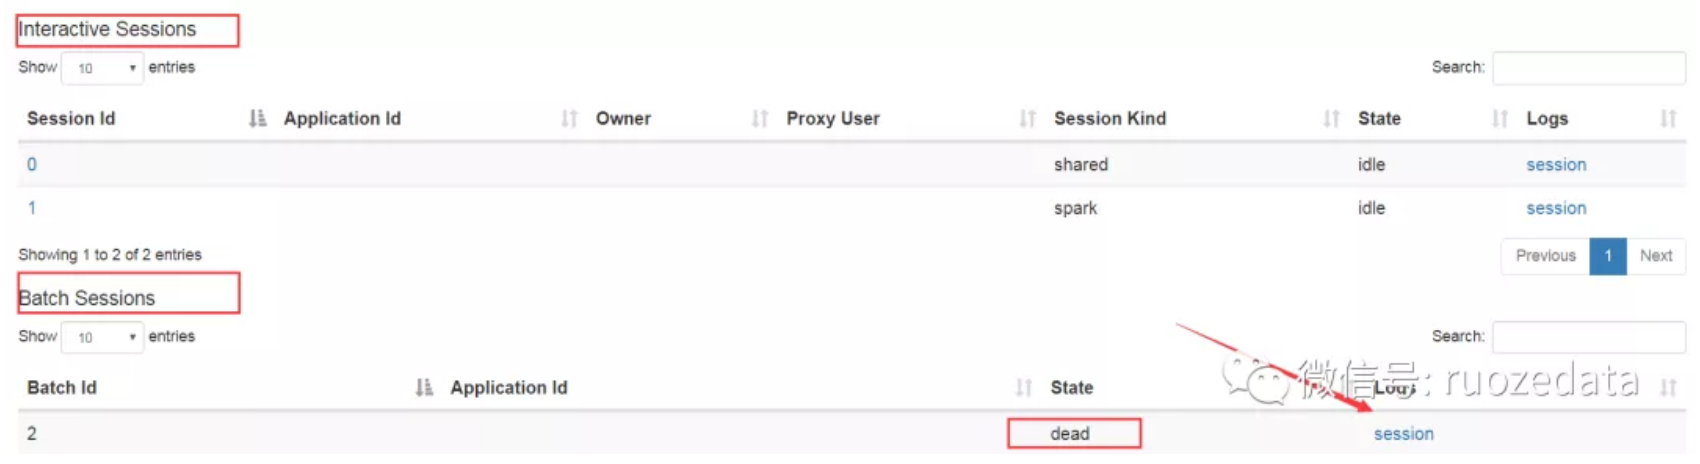 Interactive Sessions
Show 10 entries Search:
Session Id Application Id Owner Proxy User Session Kind State Logs
0 shared idle session
1 spark idle session
Showing 1 to 2 of 2 entries Previous 1 Next
Batch Sessions
Show 10 entries Search:
Batch Id Application Id State Logs
微信号: ruozedata
2 dead session